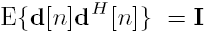 E{d[n]d^H[n]} = I